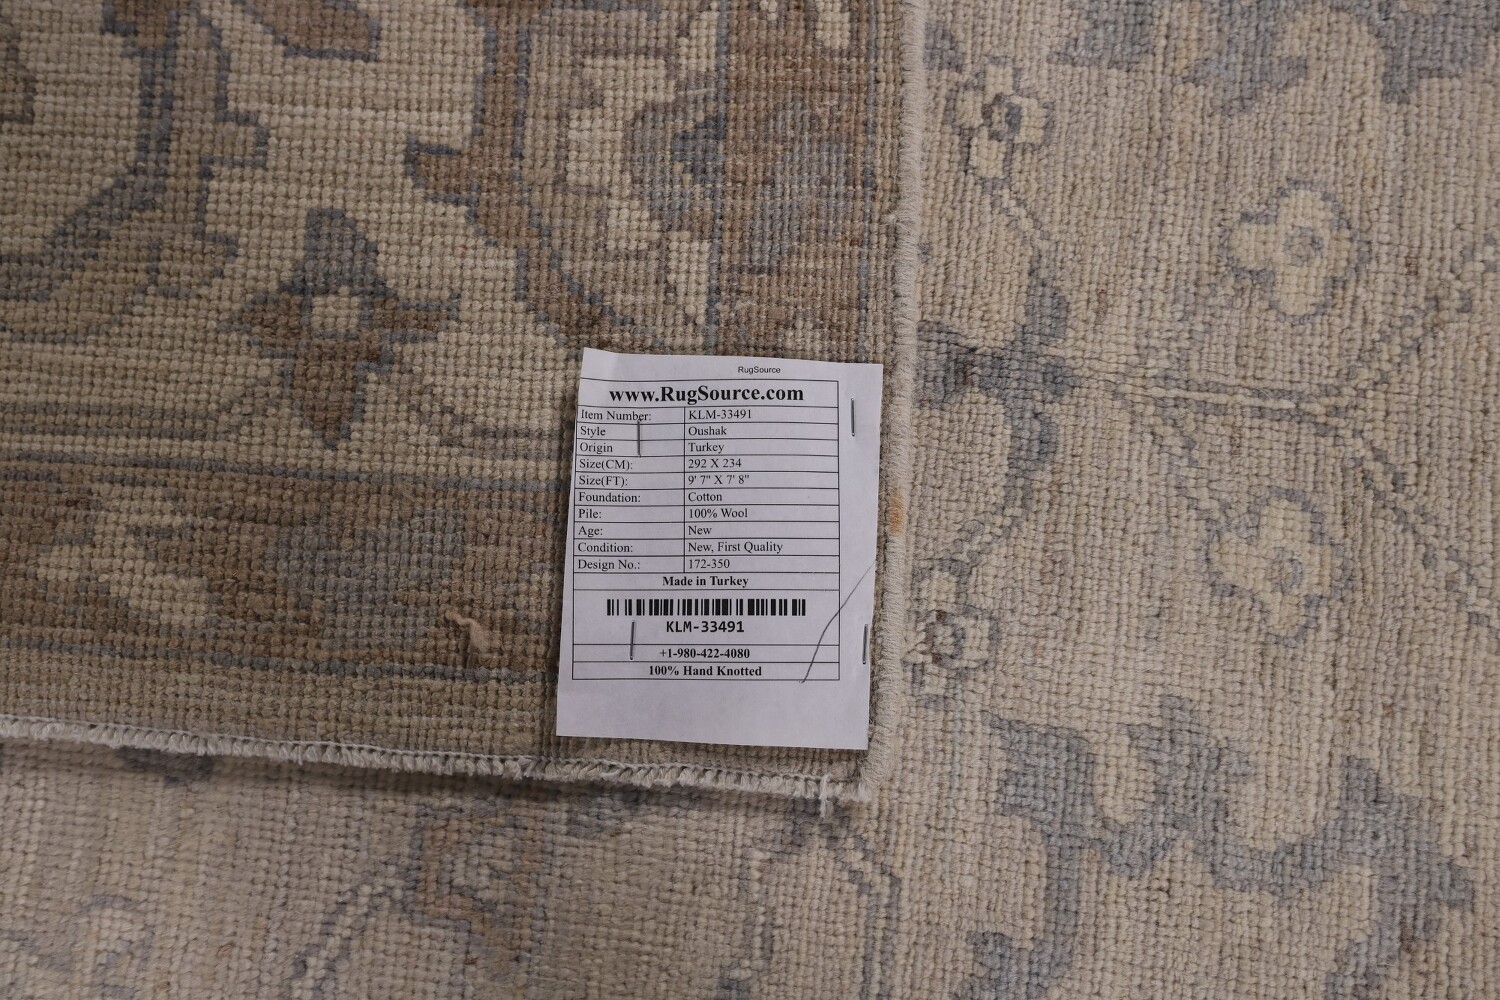 RugSource
www.RugSource.com
Item Number: KLM-33491
Style Oushak
Origin Turkey
Size(CM): 292 X 234
Size(FT): 9' 7" X 7' 8"
Foundation: Cotton
Pile: 100% Wool
Age: New
Condition: New, First Quality
Design No.: 172-350
Made in Turkey
KLM-33491
+1-980-422-4080
100% Hand Knotted